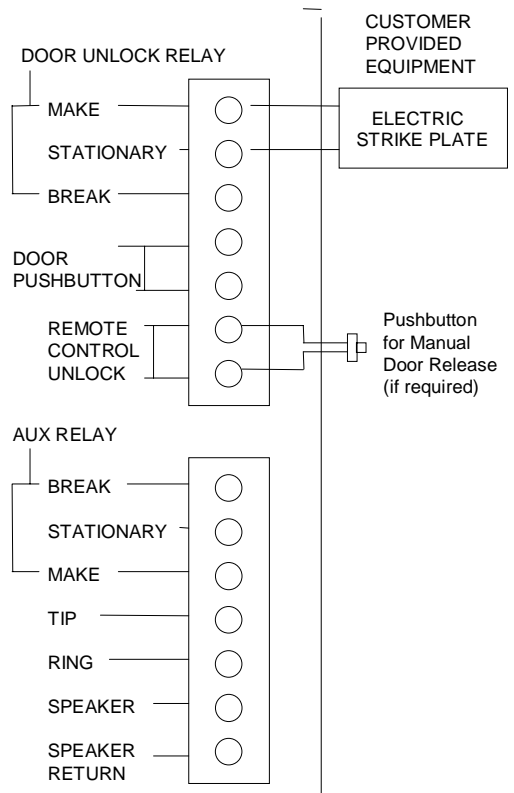 CUSTOMER
PROVIDED
EQUIPMENT
DOOR UNLOCK RELAY
MAKE
STATIONARY
BREAK
ELECTRIC
STRIKE PLATE
DOOR
PUSHBUTTON
REMOTE
CONTROL
UNLOCK
Pushbutton
for Manual
Door Release
(if required)
AUX RELAY
BREAK
STATIONARY
MAKE
TIP
RING
SPEAKER
SPEAKER
RETURN